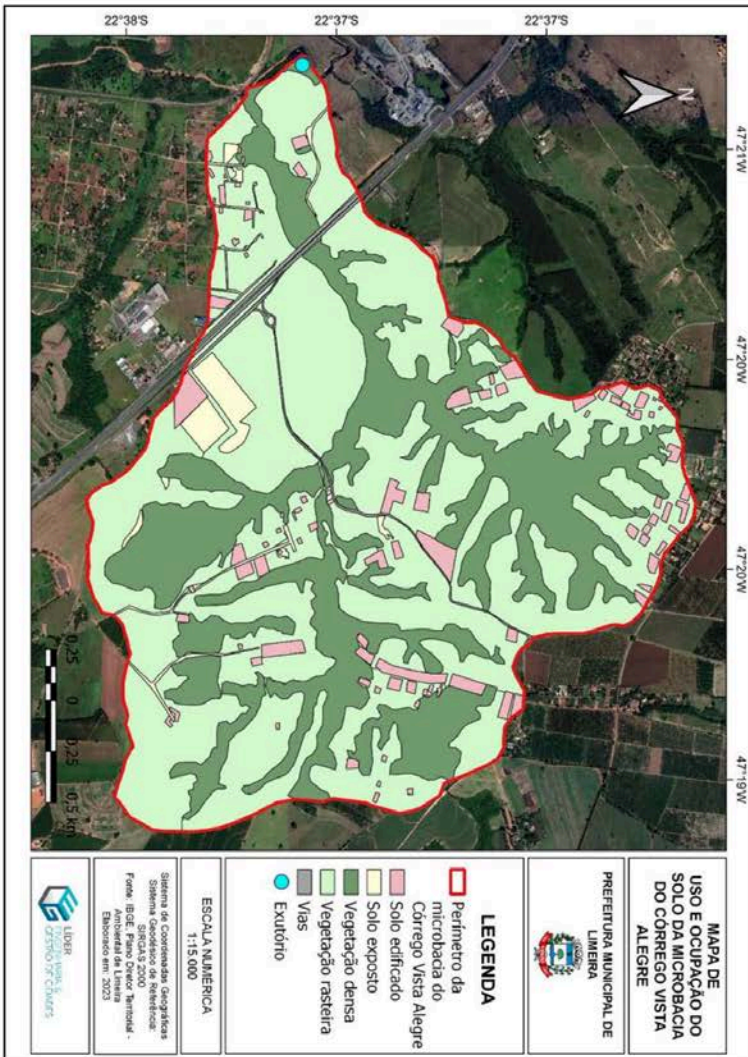 MAPA DE
USO E OCUPAÇÃO DO
SOLO DA MICROBACIA
DO CÓRREGO VISTA
ALEGRE
PREFEITURA MUNICIPAL DE
LIMEIRA
LEGENDA
Perímetro da
microbacia do
Córrego Vista Alegre
Solo edificado
Solo exposto
Vegetação densa
Vegetação rasteira
Vias
Exutório
ESCALA NUMÉRICA
1:15.000
Sistema de Coordenadas Geográficas
Sistema Geodésico de Referência:
SIRGAS 2000
Fonte: IBGE, Plano Diretor Territorial -
Ambiental de Limeira
Elaborado em: 2023
LÍDER
ENGENHARIA &
GESTÃO DE CIDADES
47°21'W
47°20'W
47°20'W
47°19'W
22°37'S
22°37'S
22°38'S
N
0,25 0 0,25 0,5 km